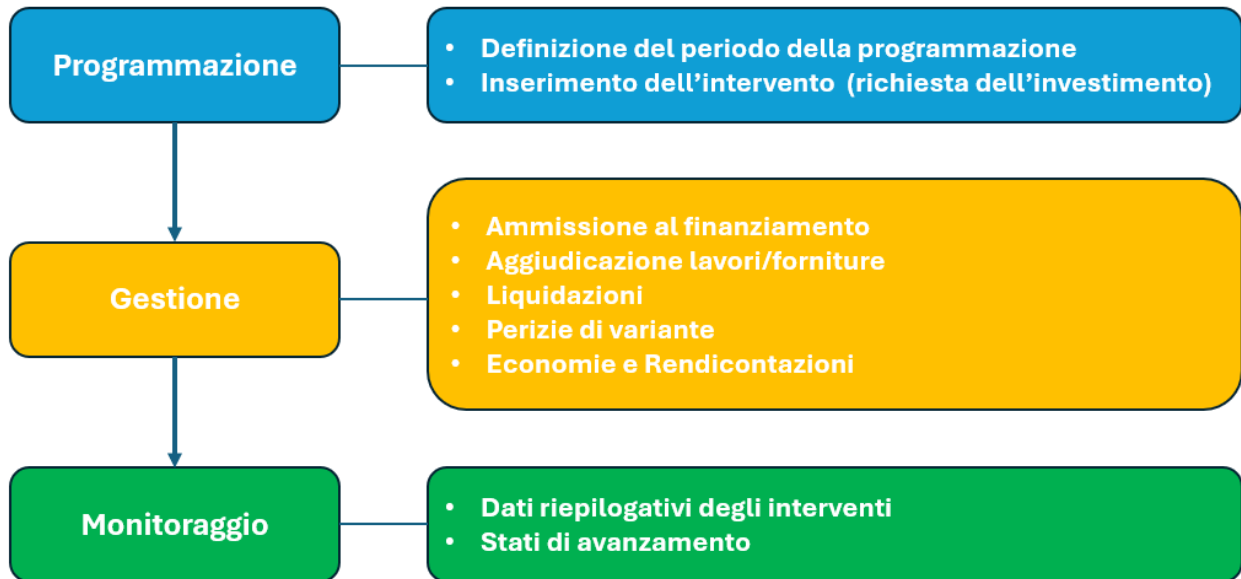 Programmazione
• Definizione del periodo della programmazione
• Inserimento dell’intervento (richiesta dell’investimento)
Gestione
• Ammissione al finanziamento
• Aggiudicazione lavori/forniture
• Liquidazioni
• Perizie di variante
• Economie e Rendicontazioni
Monitoraggio
• Dati riepilogativi degli interventi
• Stati di avanzamento